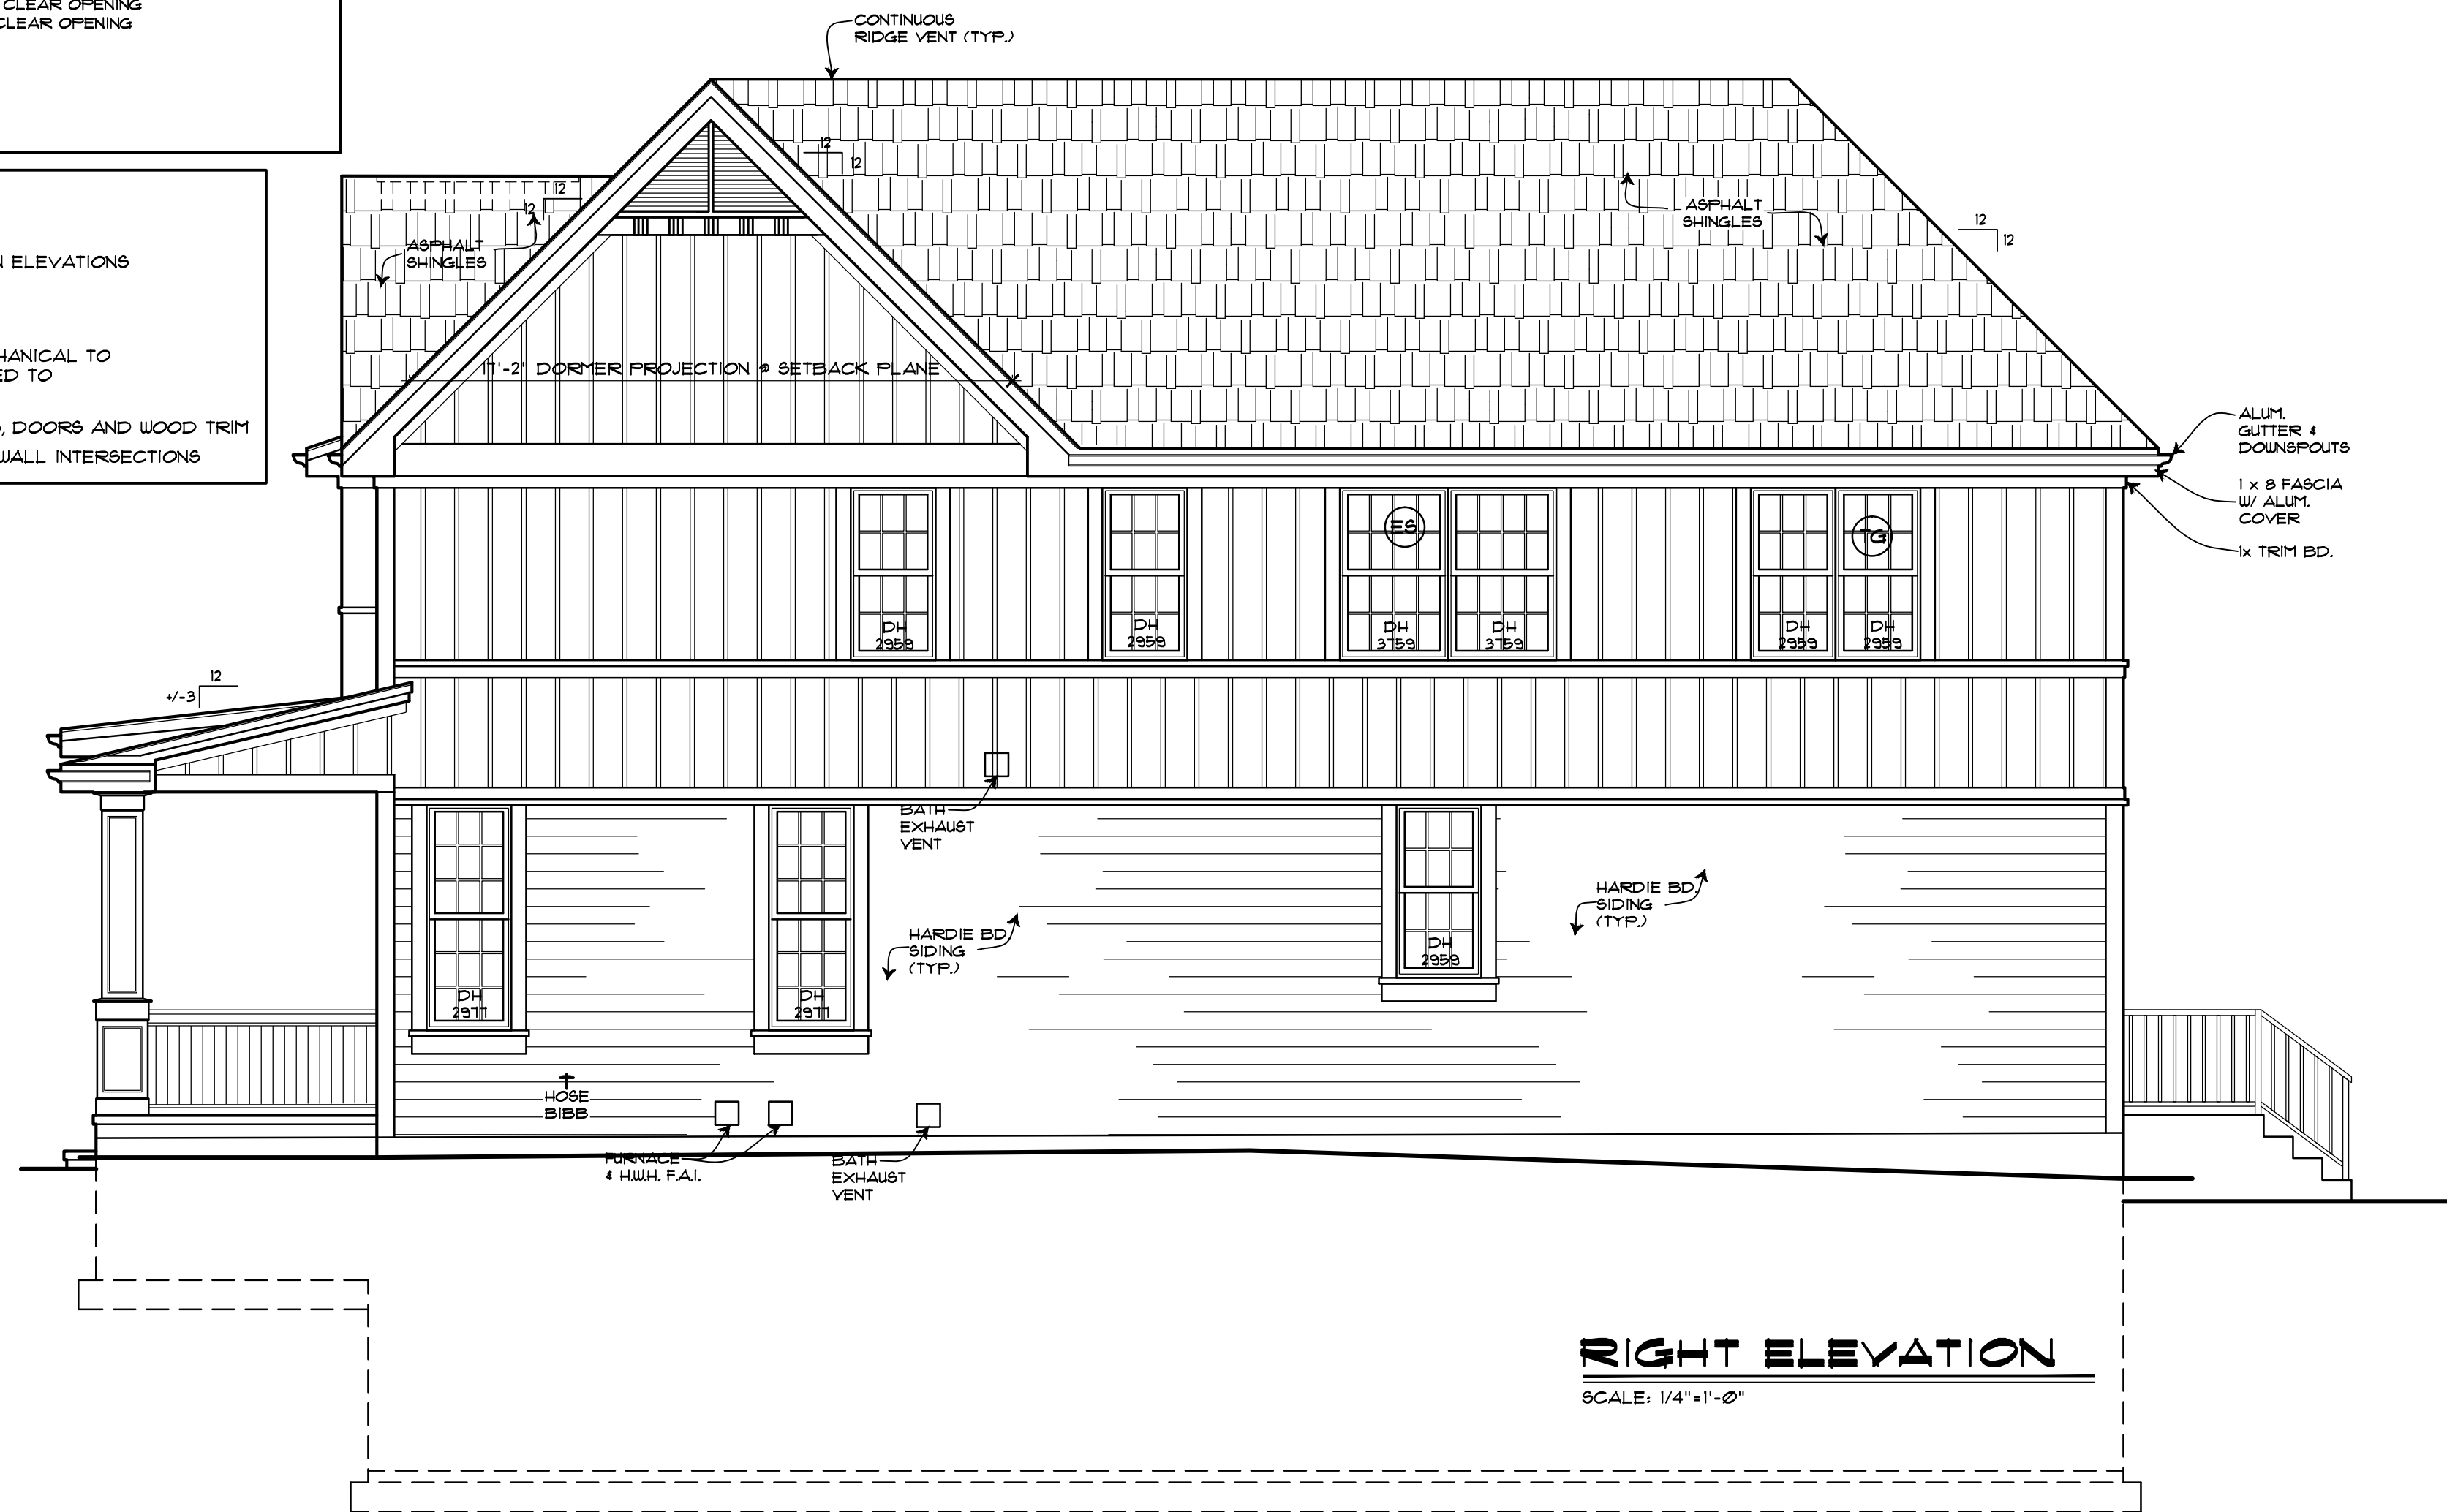 CLEAR OPENING
CLEAR OPENING
ELEVATIONS
TO
TO
DOORS AND WOOD TRIM
WALL INTERSECTIONS
CONTINUOUS
RIDGE VENT (TYP.)
12
12
12
12
ASPHALT
SHINGLES
ASPHALT
SHINGLES
12
12
17'-2" DORMER PROJECTION @ SETBACK PLANE
ALUM.
GUTTER &
DOWNSPOUTS
1 x 8 FASCIA
W/ ALUM.
COVER
1x TRIM BD.
ES
TG
DH
2959
DH
2959
DH
3759
DH
3759
DH
2959
DH
2959
12
+/-3
BATH
EXHAUST
VENT
HARDIE BD.
SIDING
(TYP.)
HARDIE BD.
SIDING
(TYP.)
DH
2959
DH
2977
DH
2977
HOSE
BIBB
FURNACE
& H.W.H. F.A.I.
BATH
EXHAUST
VENT
RIGHT ELEVATION
SCALE: 1/4"=1'-0"